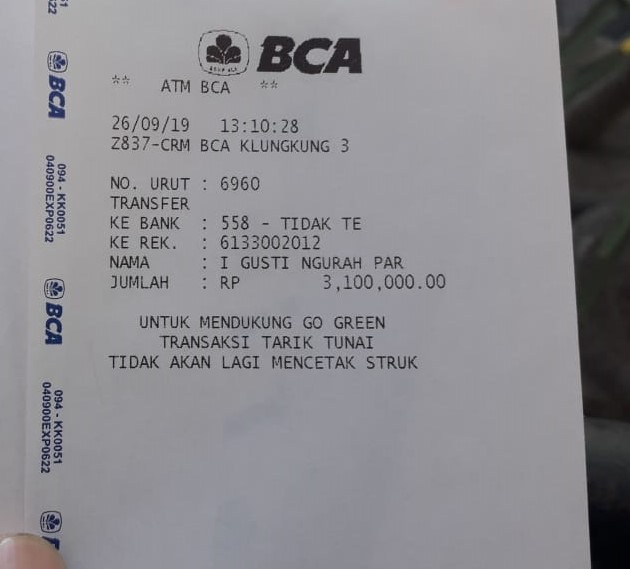 BCA
** ATM BCA **
26/09/19 13:10:28
Z837-CRM BCA KLUNGKUNG 3
NO. URUT : 6960
TRANSFER
KE BANK : 558 - TIDAK TE
KE REK. : 6133002012
NAMA : I GUSTI NGURAH PAR
JUMLAH : RP 3,100,000.00
UNTUK MENDUKUNG GO GREEN
TRANSAKSI TARIK TUNAI
TIDAK AKAN LAGI MENCETAK STRUK
BCA
094 - KK0051
040900EXP0622
BCA
094 - KK0051
040900EXP0622